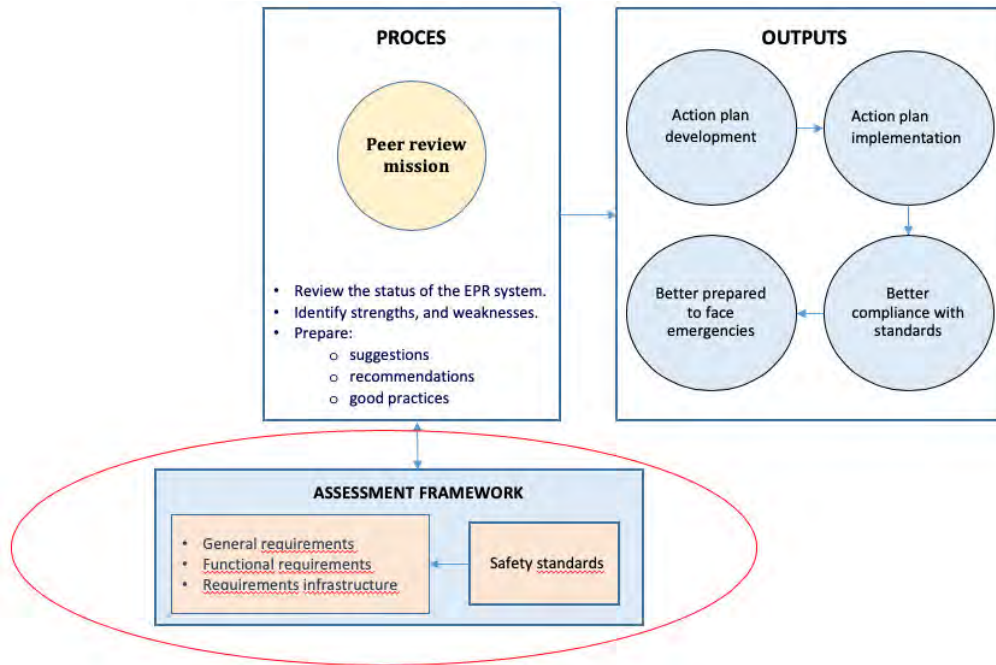 PROCES
Peer review
mission
• Review the status of the EPR system.
• Identify strengths, and weaknesses.
• Prepare:
o suggestions
o recommendations
o good practices
OUTPUTS
Action plan
development
Action plan
implementation
Better prepared
to face
emergencies
Better
compliance with
standards
ASSESSMENT FRAMEWORK
• General requirements
• Functional requirements
• Requirements infrastructure
Safety standards